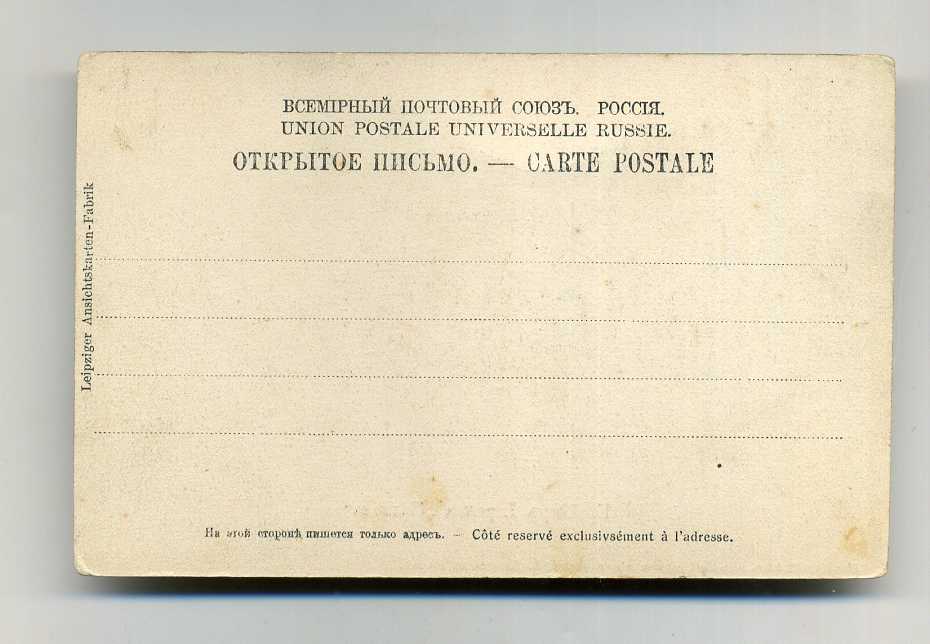 ВСЕМІРНЫЙ ПОЧТОВЫЙ СОЮЗЪ. РОССІЯ.
UNION POSTALE UNIVERSELLE RUSSIE.
ОТКРЫТОЕ ПИСЬМО. — CARTE POSTALE
Leipziger Ansichtskarten-Fabrik
На этой сторонѣ пишется только адресъ. – Côté reservé exclusivsément à l'adresse.